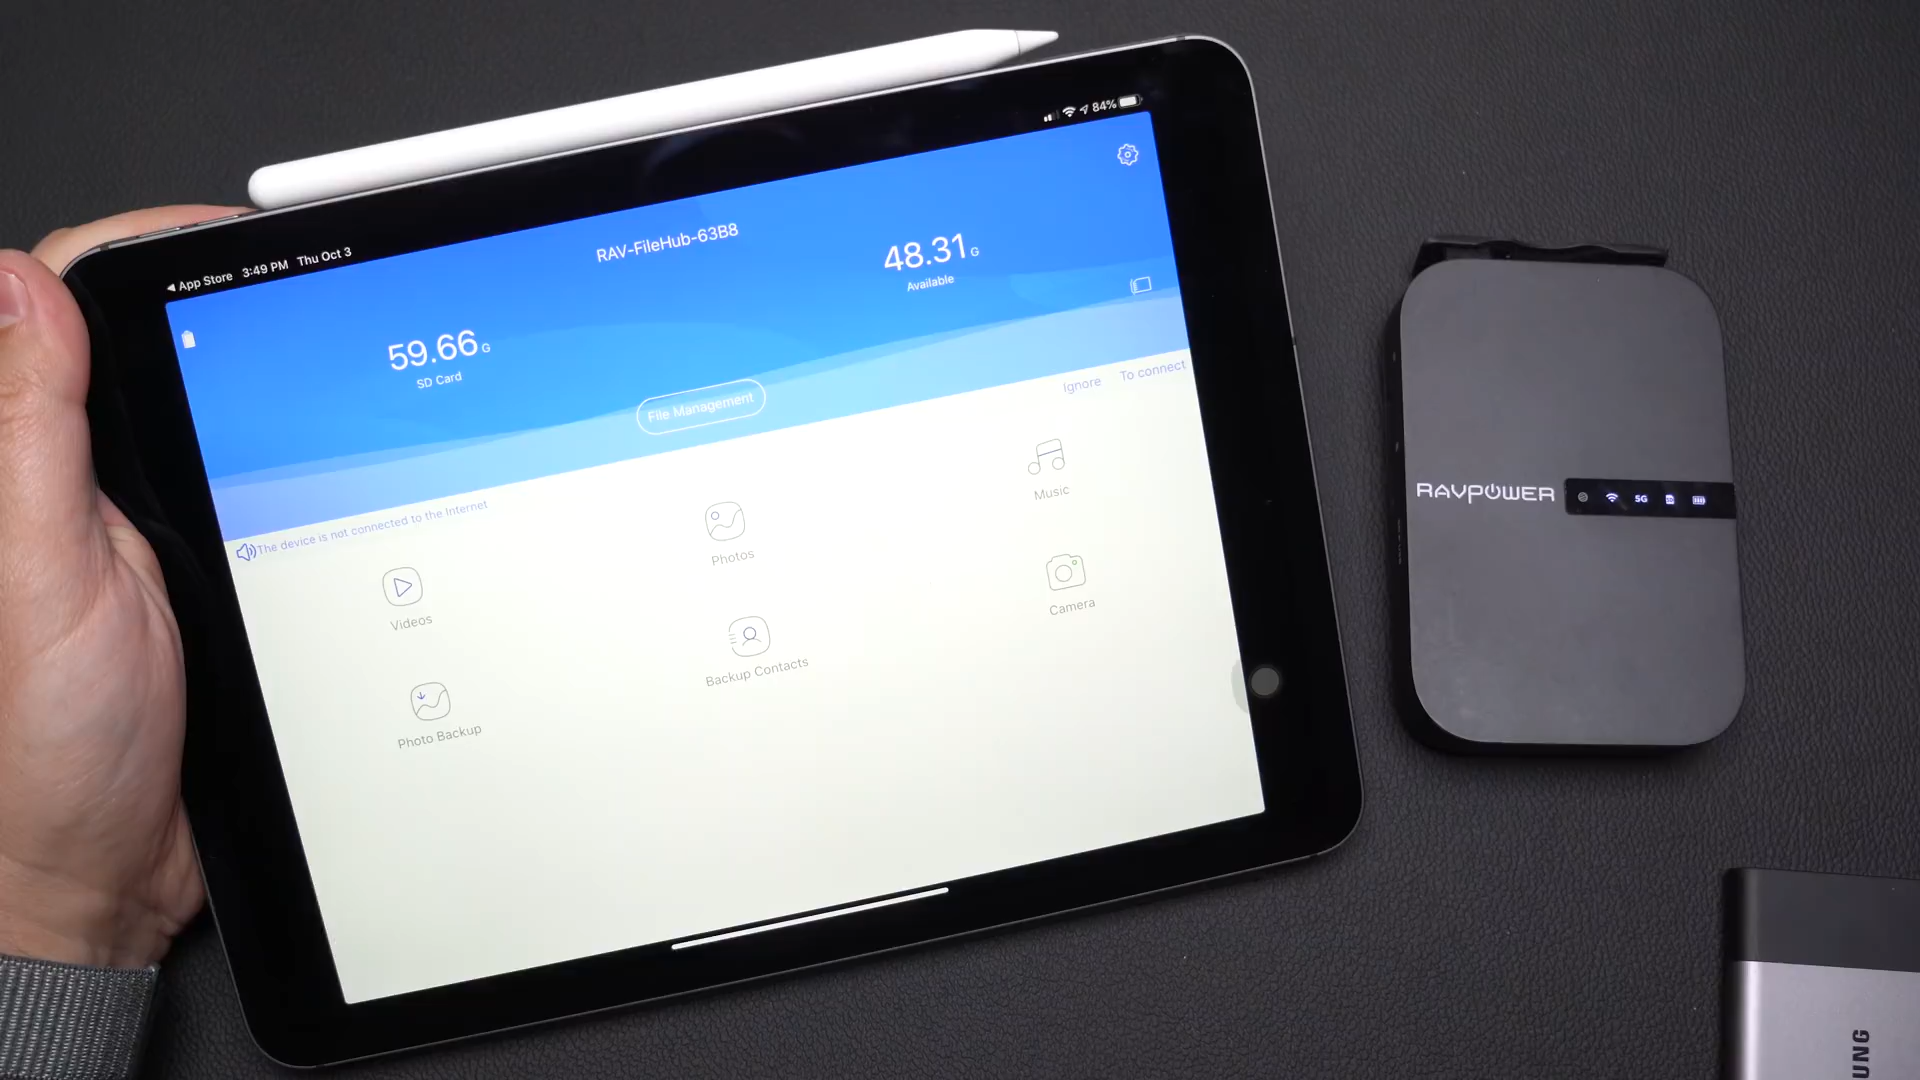 App Store 3:49 PM Thu Oct 3
84%
RAV-FileHub-63B8
59.66 G
SD Card
48.31 G
Available
File Management
The device is not connected to the Internet
Ignore To connect
Videos
Photos
Music
Photo Backup
Backup Contacts
Camera
RAVPOWER
5G
UNG